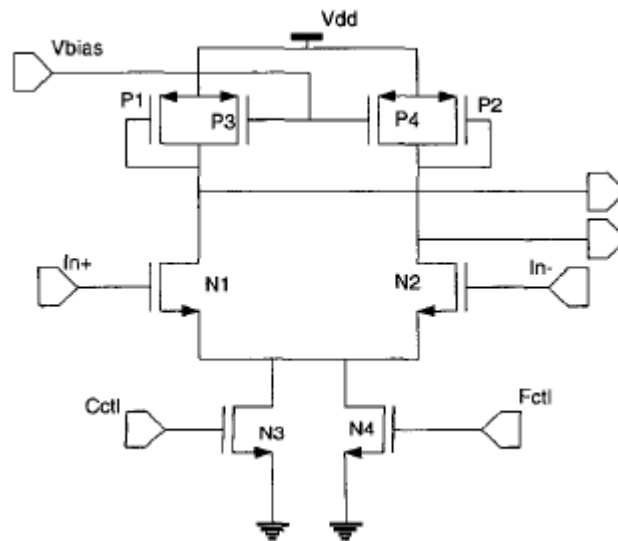 Vdd
Vbias
P1
P3
P4
P2
In+
N1
N2
In-
Cctl
N3
N4
Fctl